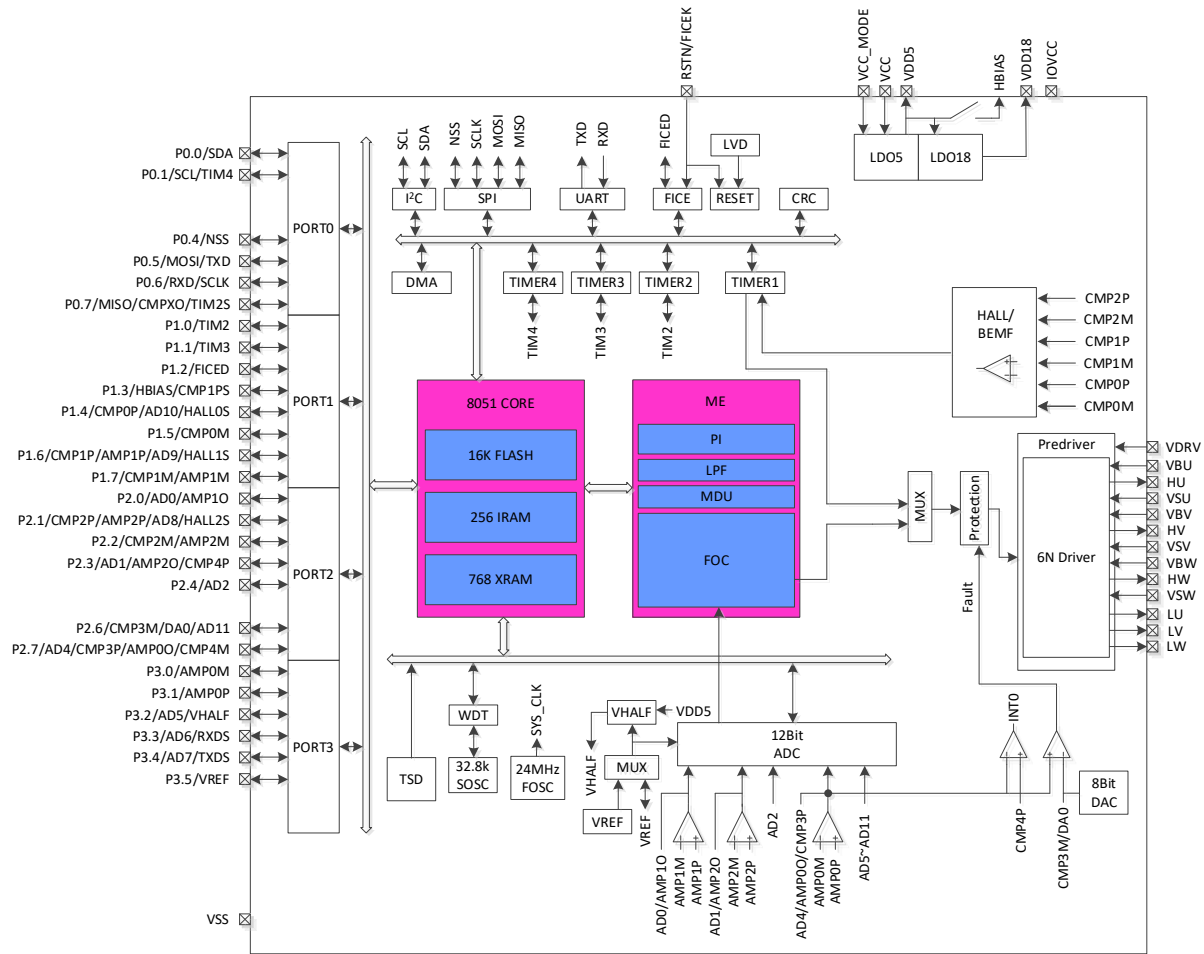 RSTN/FICEK
VCC_MODE
VCC
VDD5
HBIAS
VDD18
IOVCC
LDO5
LDO18
P0.0/SDA
P0.1/SCL/TIM4
P0.4/NSS
P0.5/MOSI/TXD
P0.6/RXD/SCLK
P0.7/MISO/CMPXO/TIM2S
P1.0/TIM2
P1.1/TIM3
P1.2/FICED
P1.3/HBIAS/CMP1PS
P1.4/CMP0P/AD10/HALL0S
P1.5/CMP0M
P1.6/CMP1P/AMP1P/AD9/HALL1S
P1.7/CMP1M/AMP1M
P2.0/AD0/AMP1O
P2.1/CMP2P/AMP2P/AD8/HALL2S
P2.2/CMP2M/AMP2M
P2.3/AD1/AMP2O/CMP4P
P2.4/AD2
P2.6/CMP3M/DA0/AD11
P2.7/AD4/CMP3P/AMP0O/CMP4M
P3.0/AMP0M
P3.1/AMP0P
P3.2/AD5/VHALF
P3.3/AD6/RXDS
P3.4/AD7/TXDS
P3.5/VREF
VSS
PORT0
PORT1
PORT2
PORT3
SCL
SDA
NSS
SCLK
MOSI
MISO
TXD
RXD
FICED
LVD
I²C
SPI
UART
FICE
RESET
CRC
DMA
TIMER4
TIMER3
TIMER2
TIMER1
TIM4
TIM3
TIM2
HALL/
BEMF
CMP2P
CMP2M
CMP1P
CMP1M
CMP0P
CMP0M
8051 CORE
16K FLASH
256 IRAM
768 XRAM
ME
PI
LPF
MDU
FOC
MUX
Protection
Fault
Predriver
6N Driver
VDRV
VBU
HU
VSU
VBV
HV
VSV
VBW
HW
VSW
LU
LV
LW
TSD
WDT
32.8k
SOSC
SYS_CLK
24MHz
FOSC
VHALF
VDD5
VHALF
MUX
VREF
VREF
12Bit
ADC
AD0/AMP1O
AMP1M
AMP1P
AD1/AMP2O
AMP2M
AMP2P
AD2
AD4/AMP0O/CMP3P
AMP0M
AMP0P
AD5~AD11
INT0
CMP4P
CMP3M/DA0
8Bit
DAC